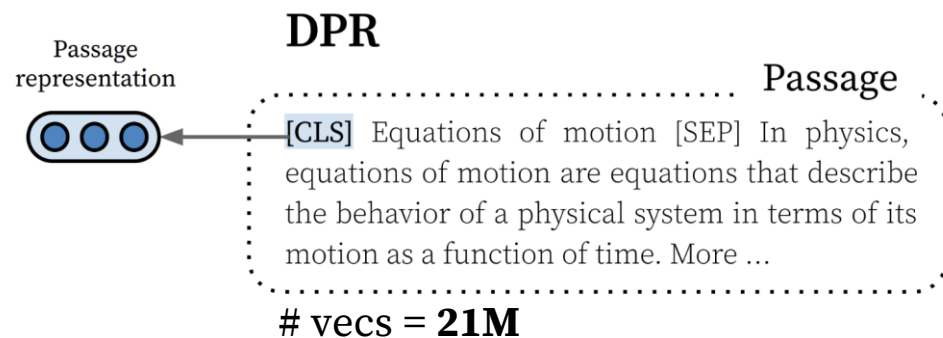 DPR
Passage
representation
Passage
[CLS] Equations of motion [SEP] In physics,
equations of motion are equations that describe
the behavior of a physical system in terms of its
motion as a function of time. More ...
# vecs = 21M